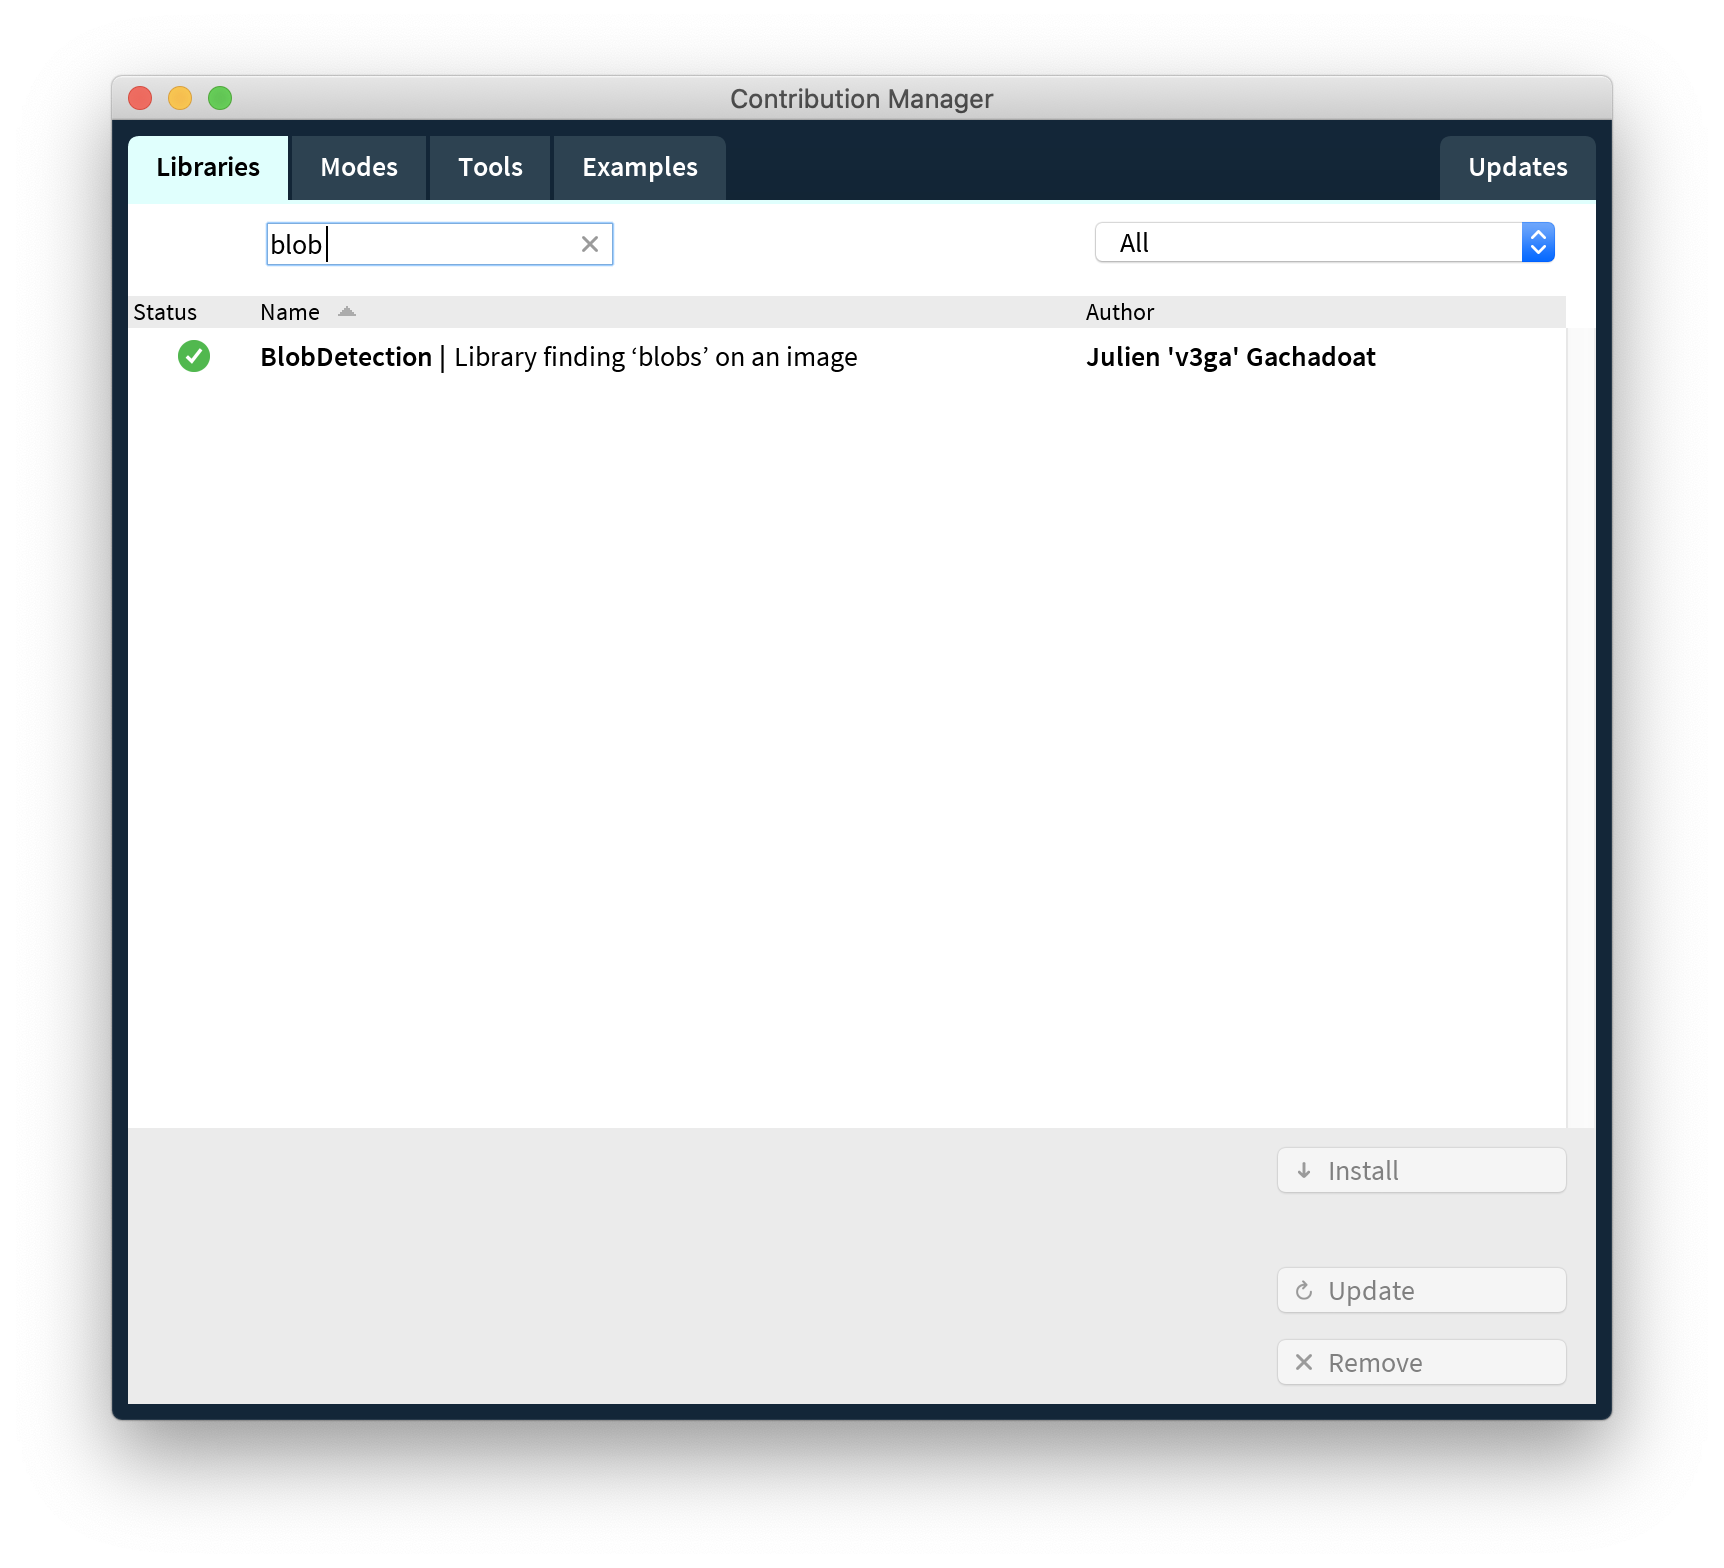 Contribution Manager
Libraries Modes Tools Examples Updates
blob All
Status Name Author
BlobDetection | Library finding ‘blobs’ on an image Julien 'v3ga' Gachadoat
Install
Update
Remove